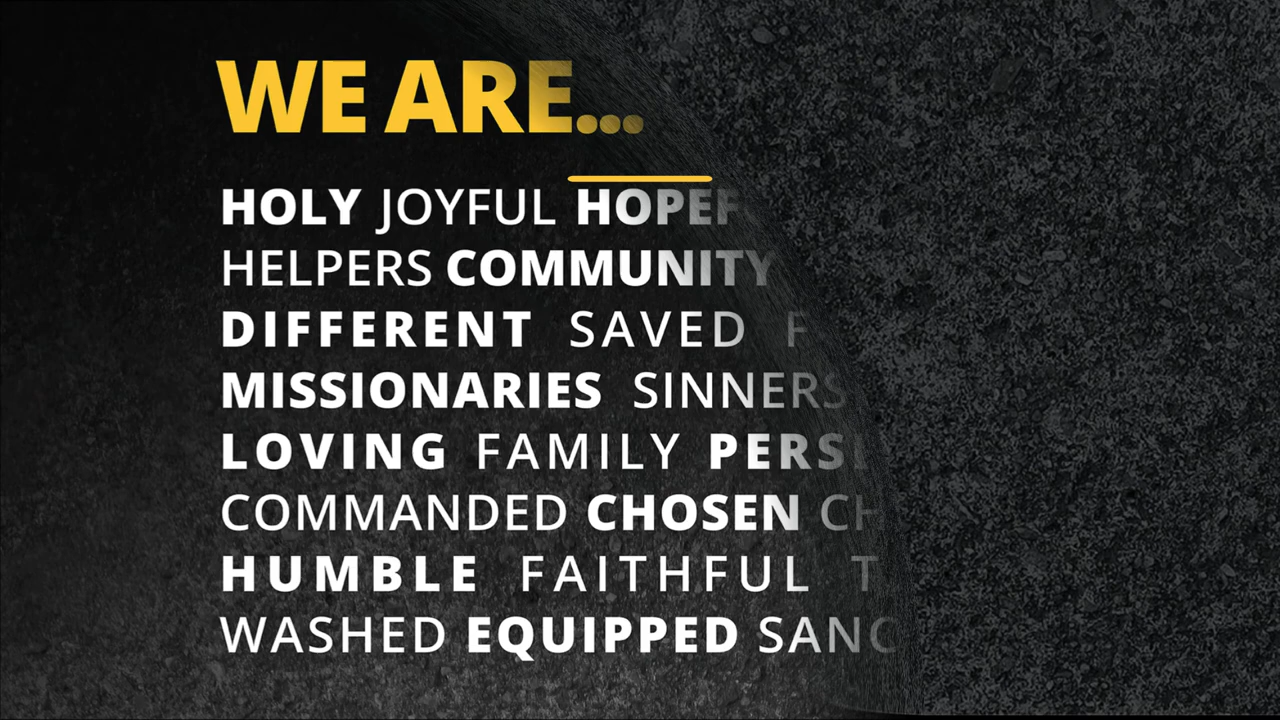 WE ARE...
HOLY JOYFUL
HELPERS COMMUNITY
DIFFERENT SAVED
MISSIONARIES SINNERS
LOVING FAMILY
COMMANDED CHOSEN
HUMBLE FAITHFUL
WASHED EQUIPPED